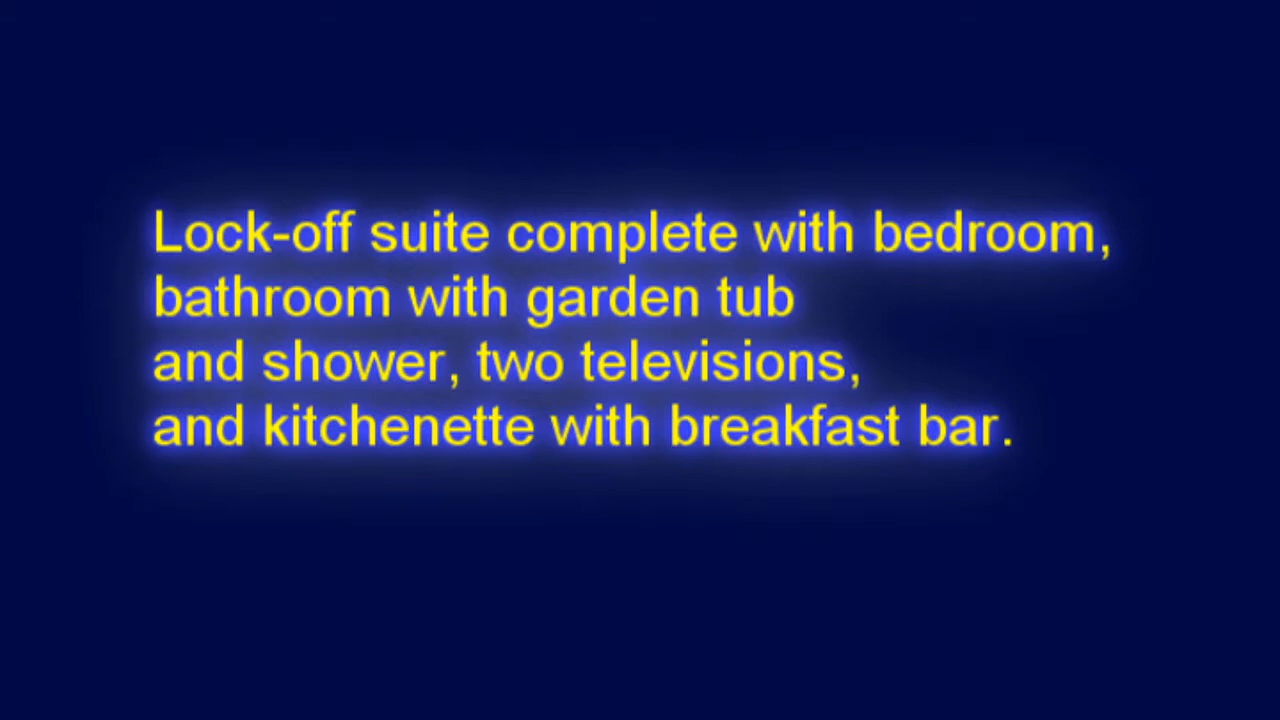 Lock-off suite complete with bedroom,
bathroom with garden tub
and shower, two televisions,
and kitchenette with breakfast bar.